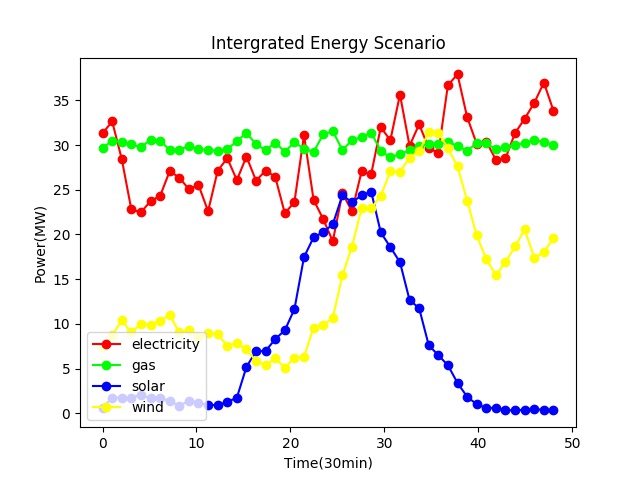 Intergrated Energy Scenario
Power(MW)
35
30
25
20
15
10
5
0
electricity
gas
solar
wind
0 10 20 30 40 50
Time(30min)